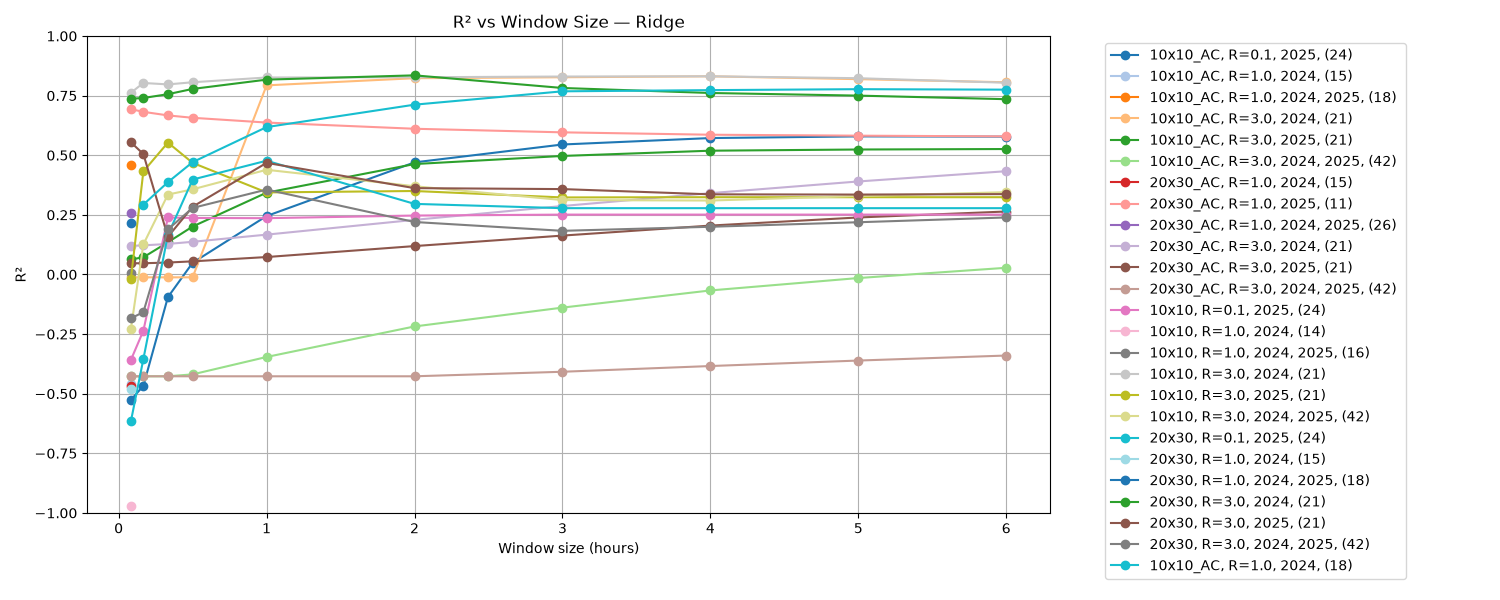 R² vs Window Size — Ridge
1.00
0.75
0.50
0.25
0.00
−0.25
−0.50
−0.75
−1.00
R²
0
1
2
3
4
5
6
Window size (hours)
10x10_AC, R=0.1, 2025, (24)
10x10_AC, R=1.0, 2024, (15)
10x10_AC, R=1.0, 2024, 2025, (18)
10x10_AC, R=3.0, 2024, (21)
10x10_AC, R=3.0, 2025, (21)
10x10_AC, R=3.0, 2024, 2025, (42)
20x30_AC, R=1.0, 2024, (15)
20x30_AC, R=1.0, 2025, (11)
20x30_AC, R=1.0, 2024, 2025, (26)
20x30_AC, R=3.0, 2024, (21)
20x30_AC, R=3.0, 2025, (21)
20x30_AC, R=3.0, 2024, 2025, (42)
10x10, R=0.1, 2025, (24)
10x10, R=1.0, 2024, (14)
10x10, R=1.0, 2024, 2025, (16)
10x10, R=3.0, 2024, (21)
10x10, R=3.0, 2025, (21)
10x10, R=3.0, 2024, 2025, (42)
20x30, R=0.1, 2025, (24)
20x30, R=1.0, 2024, (15)
20x30, R=1.0, 2024, 2025, (18)
20x30, R=3.0, 2024, (21)
20x30, R=3.0, 2025, (21)
20x30, R=3.0, 2024, 2025, (42)
10x10_AC, R=1.0, 2024, (18)